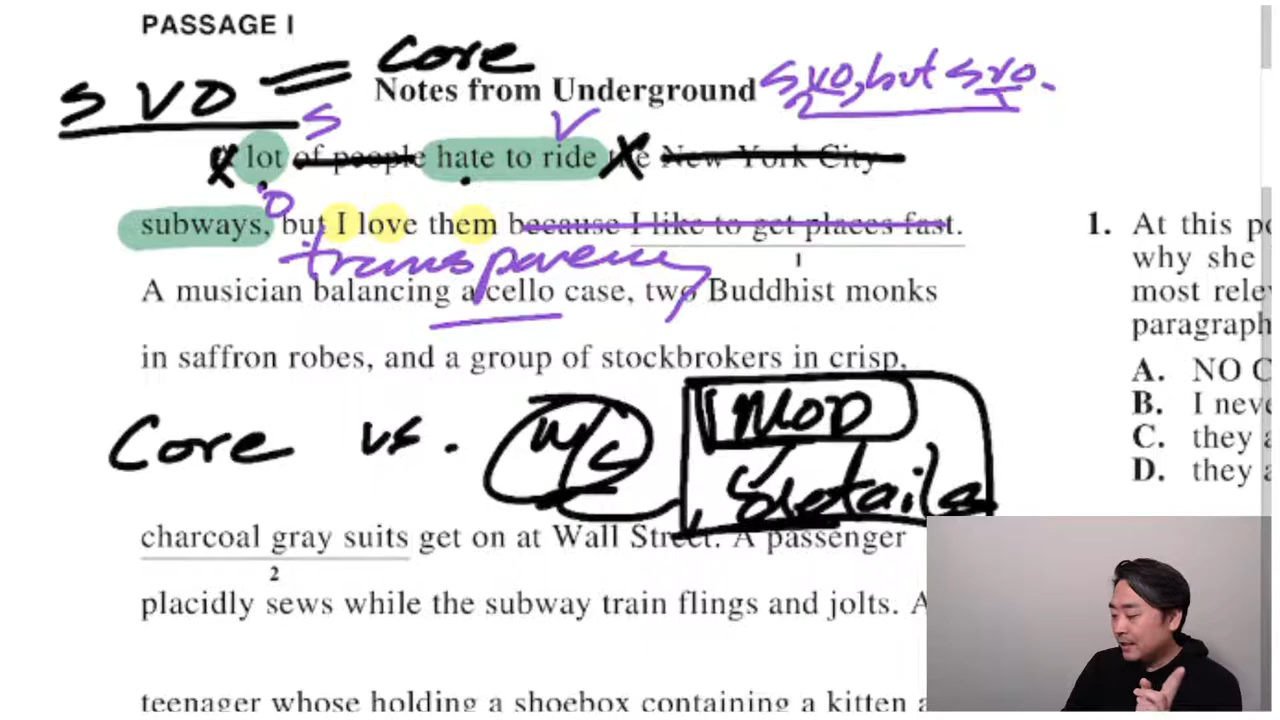 PASSAGE I
SVO = Core
Notes from Underground
SVO, but SVO.
S
V
A lot of people hate to ride the New York City
O
subways, but I love them because I like to get places fast.
1
transparency
A musician balancing a cello case, two Buddhist monks
in saffron robes, and a group of stockbrokers in crisp,
Core vs. N/C
MOD
details
charcoal gray suits get on at Wall Street. A passenger
2
placidly sews while the subway train flings and jolts. A
teenager whose holding a shoebox containing a kitten
1. At this
why she
most
paragraph
A. NO
B. I
C. they
D. they